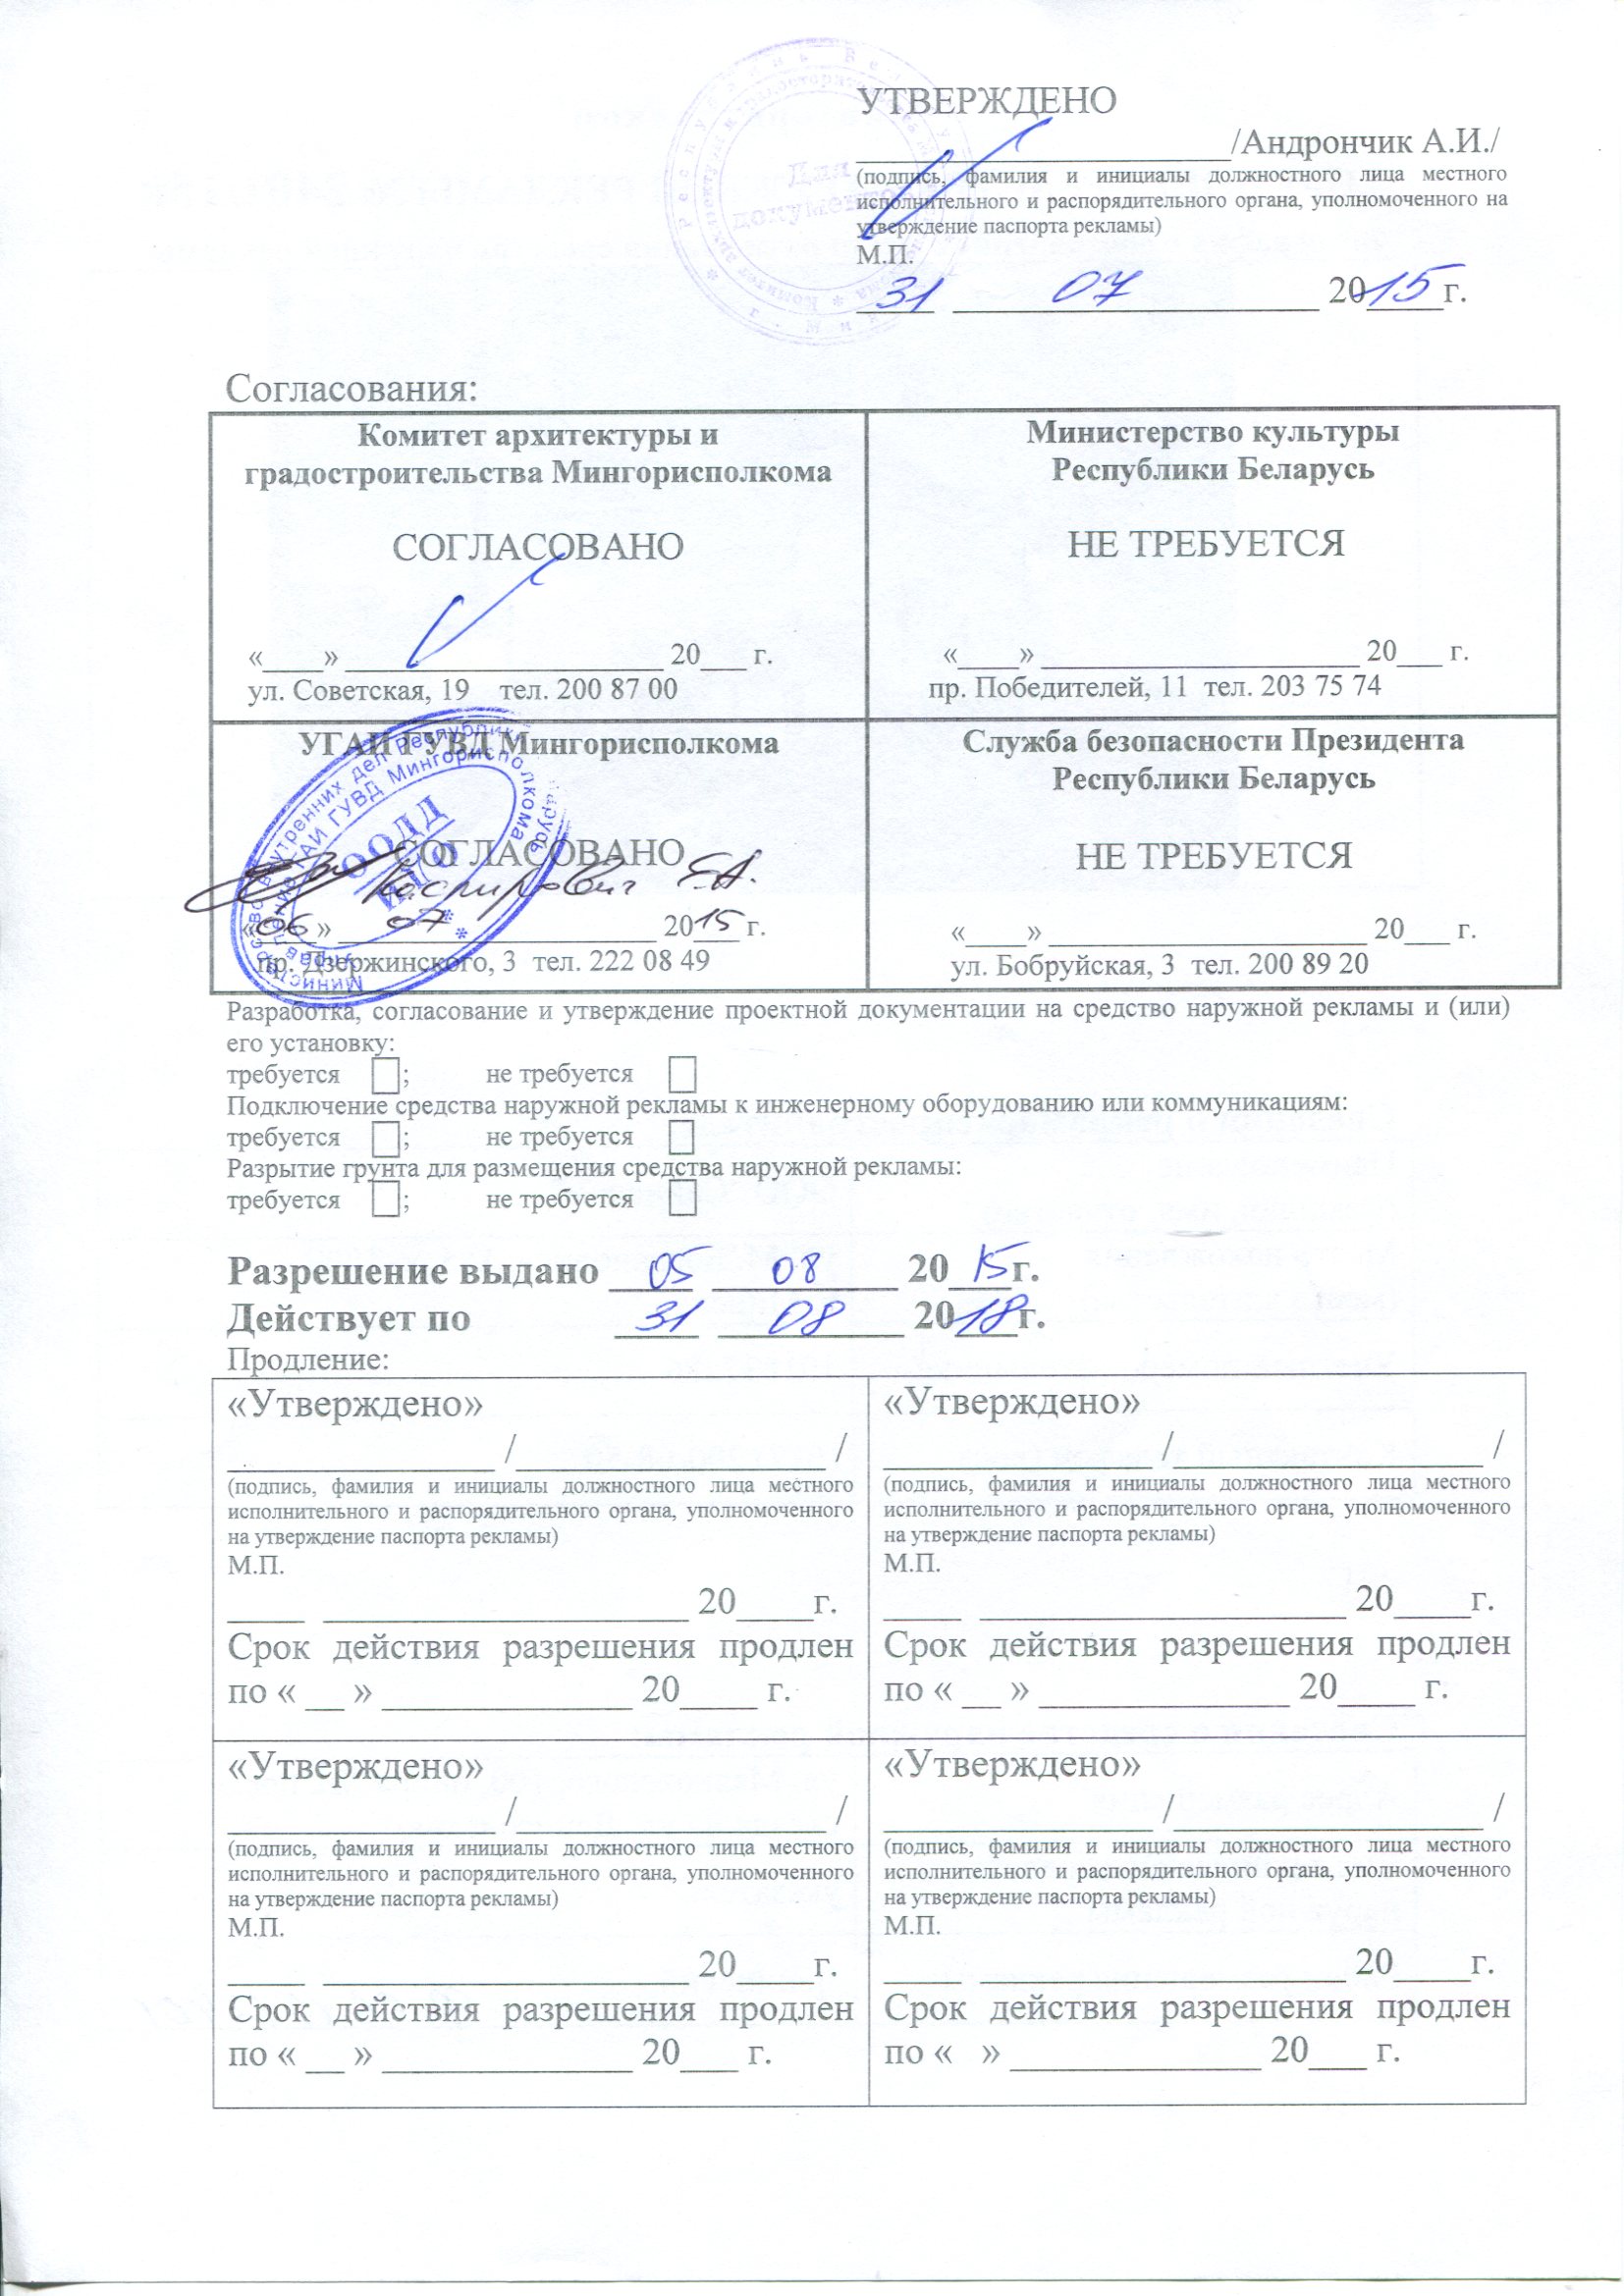 УТВЕРЖДЕНО
____________________/Андрончик А.И./
(подпись, фамилия и инициалы должностного лица местного
исполнительного и распорядительного органа, уполномоченного на
утверждение паспорта рекламы)
М.П.
31 07 2015г.
Для
документов
Согласования:
Комитет архитектуры и
градостроительства Мингорисполкома
СОГЛАСОВАНО
«____» _____________________ 20___ г.
ул. Советская, 19 тел. 200 87 00
Министерство культуры
Республики Беларусь
НЕ ТРЕБУЕТСЯ
«____» _____________________ 20___ г.
пр. Победителей, 11 тел. 203 75 74
УГАИ ГУВД Мингорисполкома
СОГЛАСОВАНО
Е.А.
«06» 07 2015 г.
пр. Дзержинского, 3 тел. 222 08 49
Служба безопасности Президента
Республики Беларусь
НЕ ТРЕБУЕТСЯ
«____» _____________________ 20___ г.
ул. Бобруйская, 3 тел. 200 89 20
Разработка, согласование и утверждение проектной документации на средство наружной рекламы и (или)
его установку:
требуется ; не требуется
Подключение средства наружной рекламы к инженерному оборудованию или коммуникациям:
требуется ; не требуется
Разрытие грунта для размещения средства наружной рекламы:
требуется ; не требуется
Разрешение выдано 05 08 2015г.
Действует по 31 08 2018г.
Продление:
«Утверждено»
______________ /________________ /
(подпись, фамилия и инициалы должностного лица местного
исполнительного и распорядительного органа, уполномоченного
на утверждение паспорта рекламы)
М.П.
____ ___________________ 20____г.
Срок действия разрешения продлен
по « __ » _____________ 20____ г.
«Утверждено»
______________ /________________ /
(подпись, фамилия и инициалы должностного лица местного
исполнительного и распорядительного органа, уполномоченного
на утверждение паспорта рекламы)
М.П.
____ ___________________ 20____г.
Срок действия разрешения продлен
по « __ » _____________ 20____ г.
«Утверждено»
______________ /________________ /
(подпись, фамилия и инициалы должностного лица местного
исполнительного и распорядительного органа, уполномоченного
на утверждение паспорта рекламы)
М.П.
____ ___________________ 20____г.
Срок действия разрешения продлен
по « __ » _____________ 20___ г.
«Утверждено»
______________ /________________ /
(подпись, фамилия и инициалы должностного лица местного
исполнительного и распорядительного органа, уполномоченного
на утверждение паспорта рекламы)
М.П.
____ ___________________ 20____г.
Срок действия разрешения продлен
по « » _____________ 20___ г.